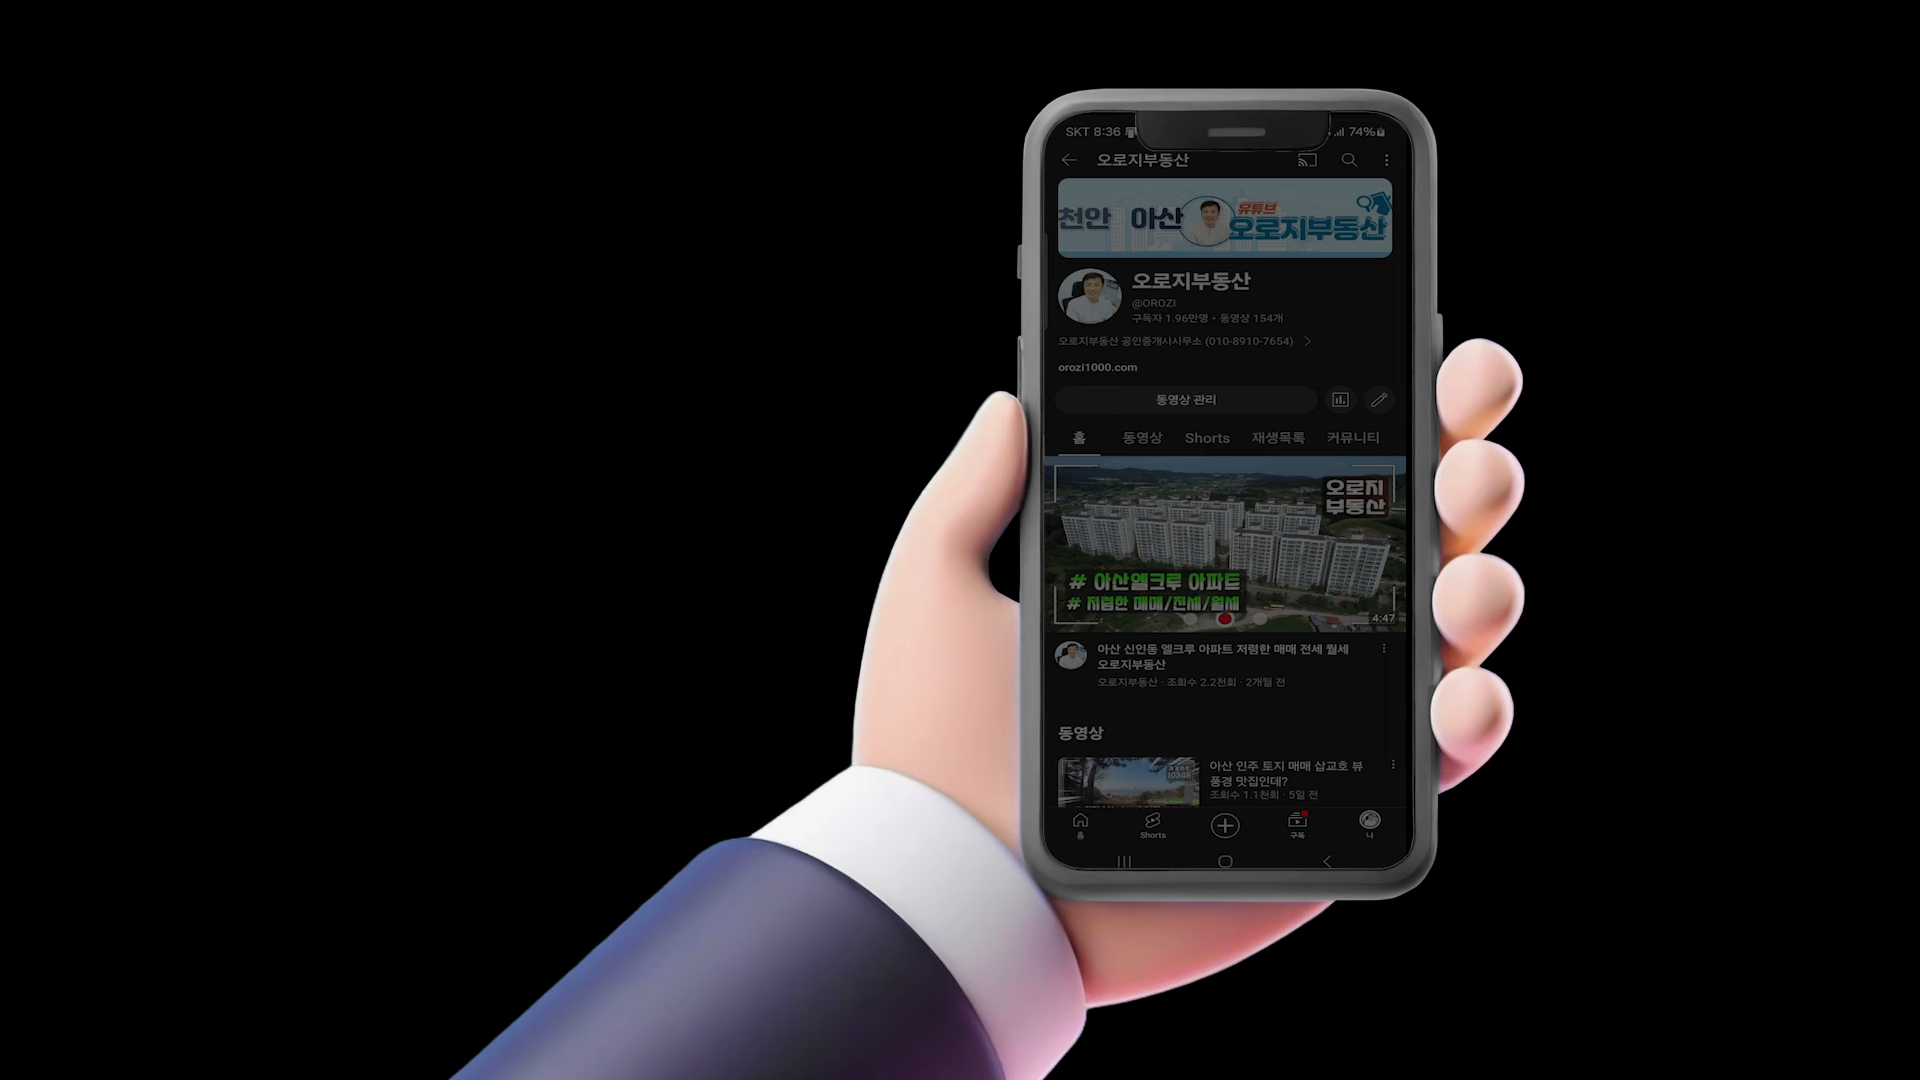 SKT 8:36
74%
오로지부동산
천안 아산
유튜브
오로지부동산
오로지부동산
@OROZI
구독자 1.96만명 • 동영상 154개
오로지부동산 공인중개사사무소 (010-8910-7654)
orozi1000.com
동영상 관리
홈 동영상 Shorts 재생목록 커뮤니티
오로지
부동산
# 아산엘크루 아파트
# 저렴한 매매/전세/월세
4:47
아산 신인동 엘크루 아파트 저렴한 매매 전세 월세
오로지부동산
오로지부동산 · 조회수 2.2천회 · 2개월 전
동영상
아산 인주 토지 매매 삽교호 뷰
풍경 맛집인데?
조회수 1.1천회 · 5일 전
홈 Shorts 구독 나